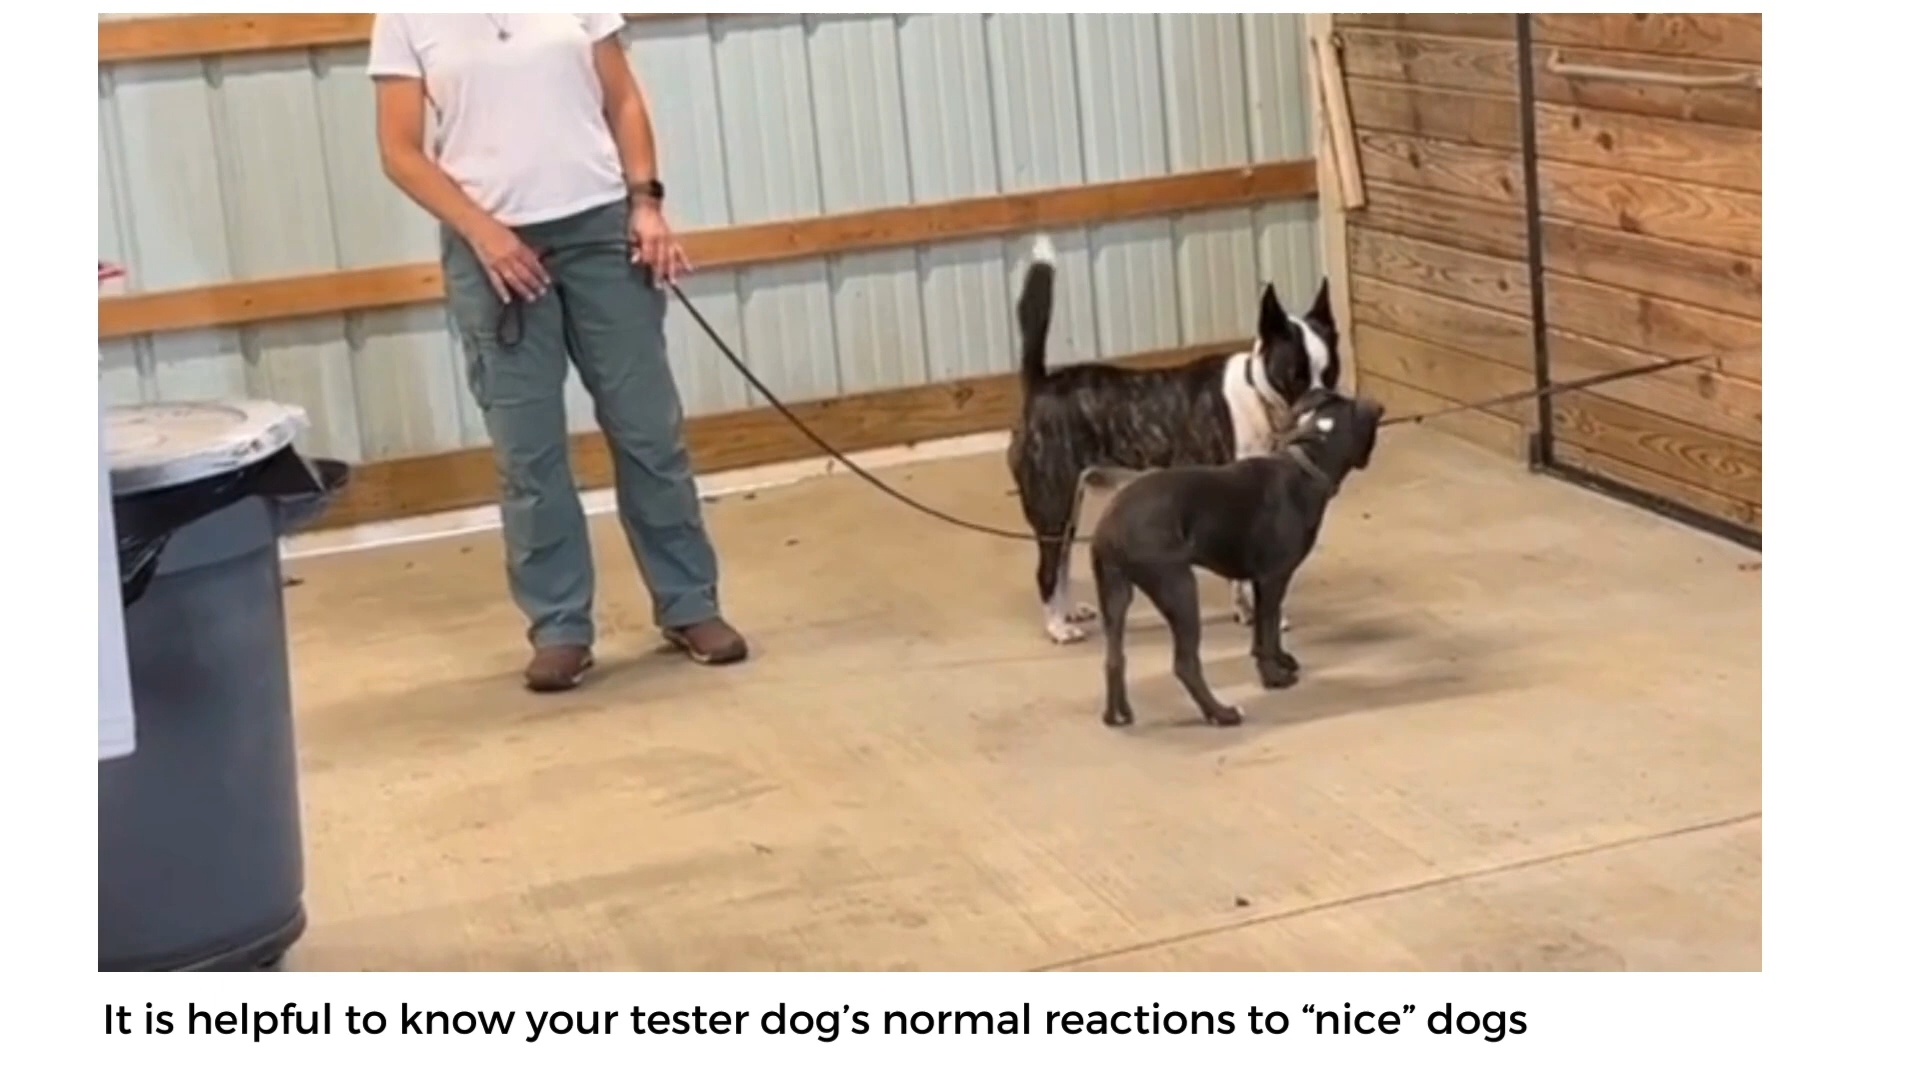 It is helpful to know your tester dog’s normal reactions to “nice” dogs